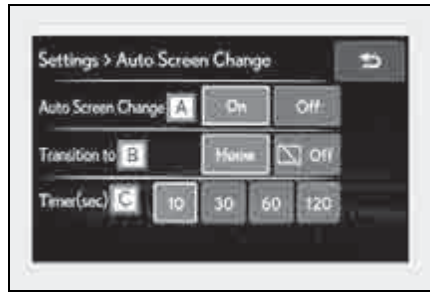 Settings > Auto Screen Change
Auto Screen Change A On Off
Transition to B Home Off
Timer(sec) C 10 30 60 120